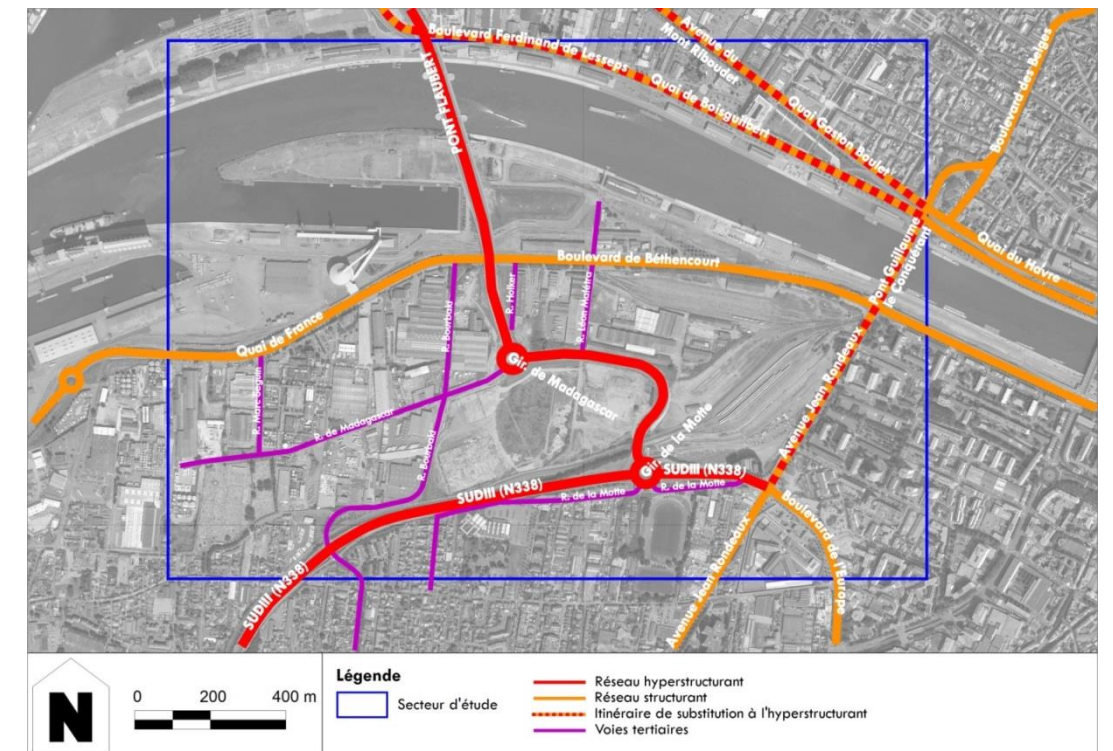 Boulevard Ferdinand de Lesseps
Avenue du
Mont Riboudet
Boulevard des Belges
PONT FLAUBERT
Quai de Boisguilbert
Quai Gaston Boulet
Quai du Havre
Pont Guillaume
le Conquérant
Boulevard de Béthencourt
Quai de France
R. Bourbaki
R. Holker
R. Léon Malétra
R. Marc Seguin
R. de Madagascar
Gir. de Madagascar
Avenue Jean Rondeaux
R. Bourbaki
Gir. de la Motte
SUDIII (N338)
SUDIII (N338)
R. de la Motte
R. de la Motte
SUDIII (N338)
Avenue Jean Rondeaux
Boulevard de l'Europe
N
0 200 400 m
Légende
Secteur d'étude
Réseau hyperstructurant
Réseau structurant
Itinéraire de substitution à l'hyperstructurant
Voies tertiaires